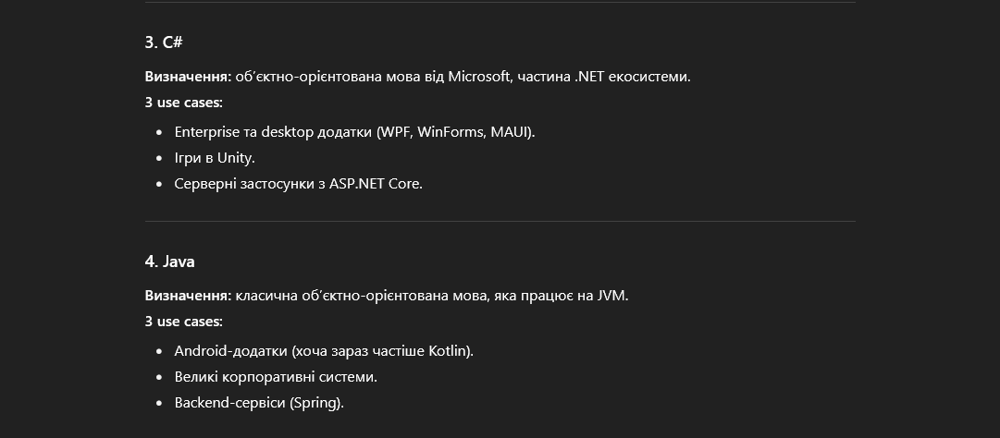 3. C#
Визначення: об’єктно-орієнтована мова від Microsoft, частина .NET екосистеми.
3 use cases:
• Enterprise та desktop додатки (WPF, WinForms, MAUI).
• Ігри в Unity.
• Серверні застосунки з ASP.NET Core.
4. Java
Визначення: класична об’єктно-орієнтована мова, яка працює на JVM.
3 use cases:
• Android-додатки (хоча зараз частіше Kotlin).
• Великі корпоративні системи.
• Backend-сервіси (Spring).